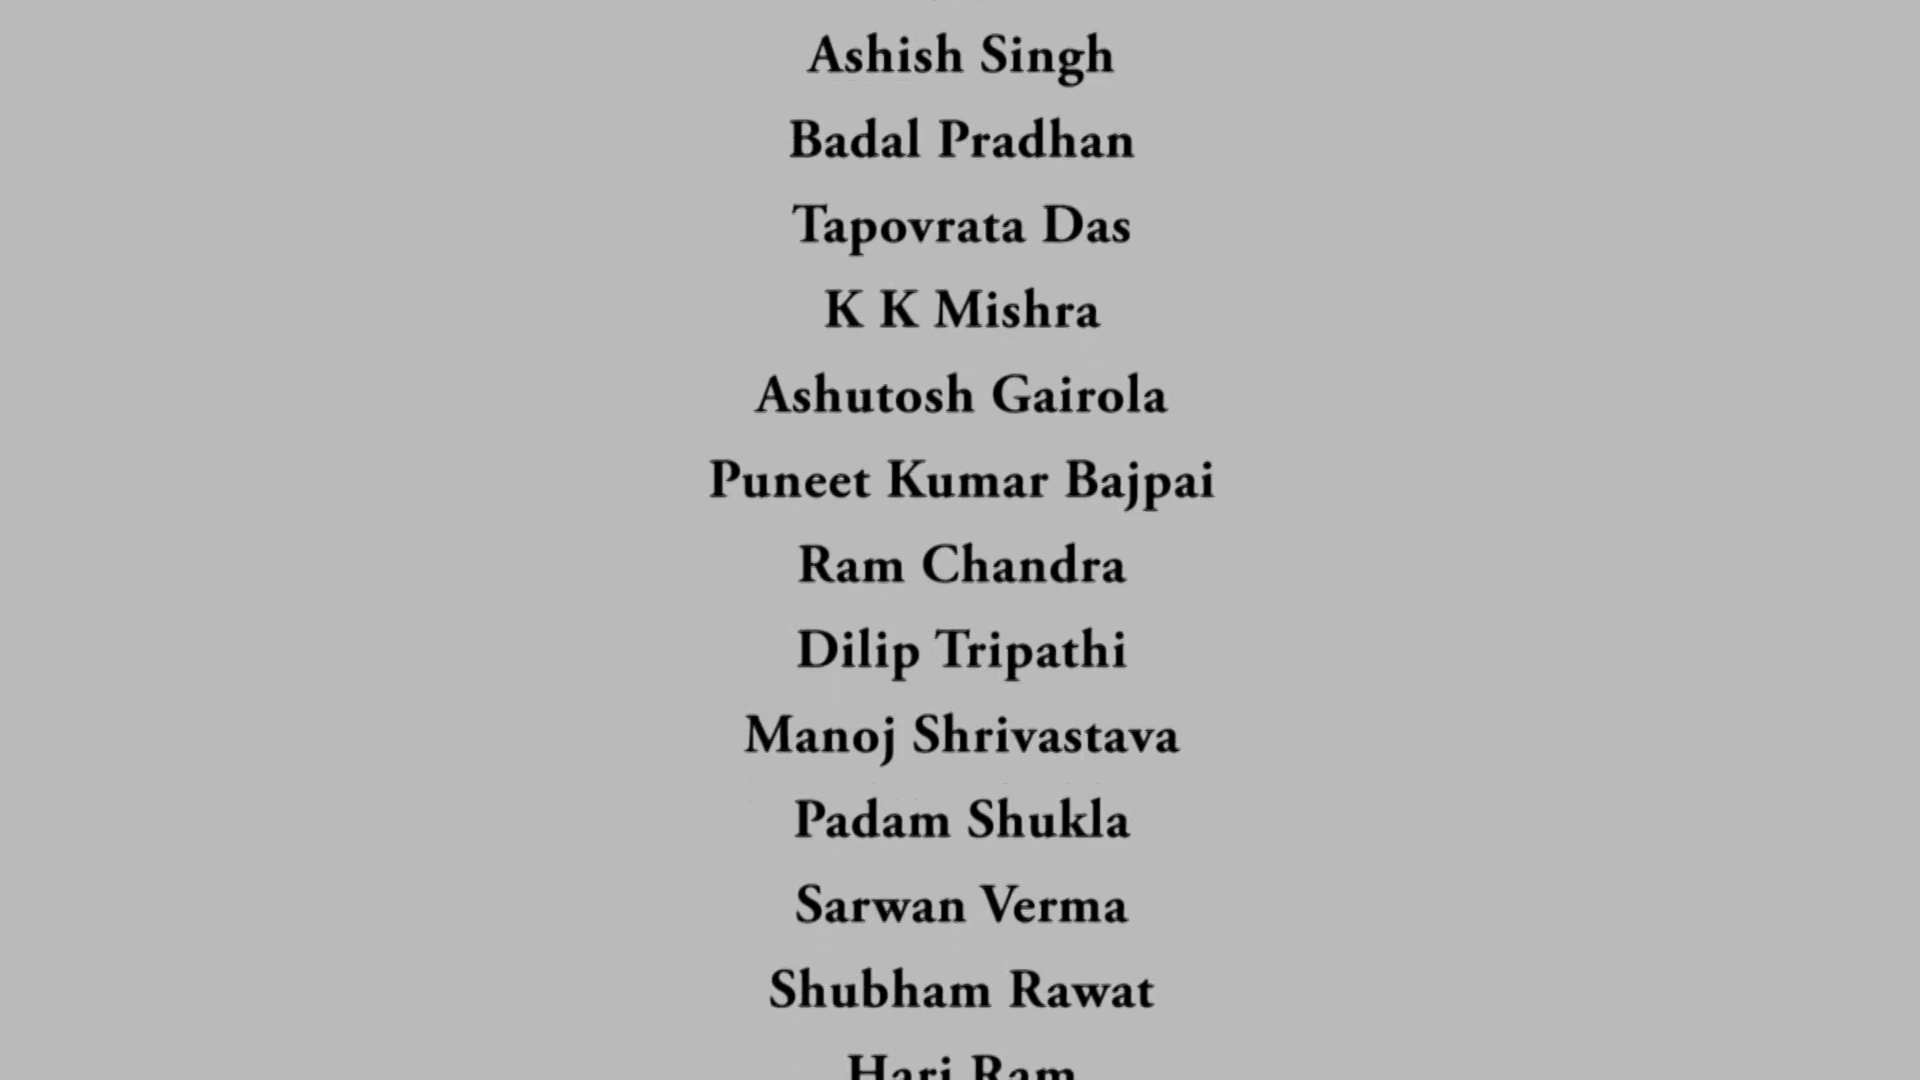 Ashish Singh
Badal Pradhan
Tapovrata Das
K K Mishra
Ashutosh Gairola
Puneet Kumar Bajpai
Ram Chandra
Dilip Tripathi
Manoj Shrivastava
Padam Shukla
Sarwan Verma
Shubham Rawat
Hari Ram